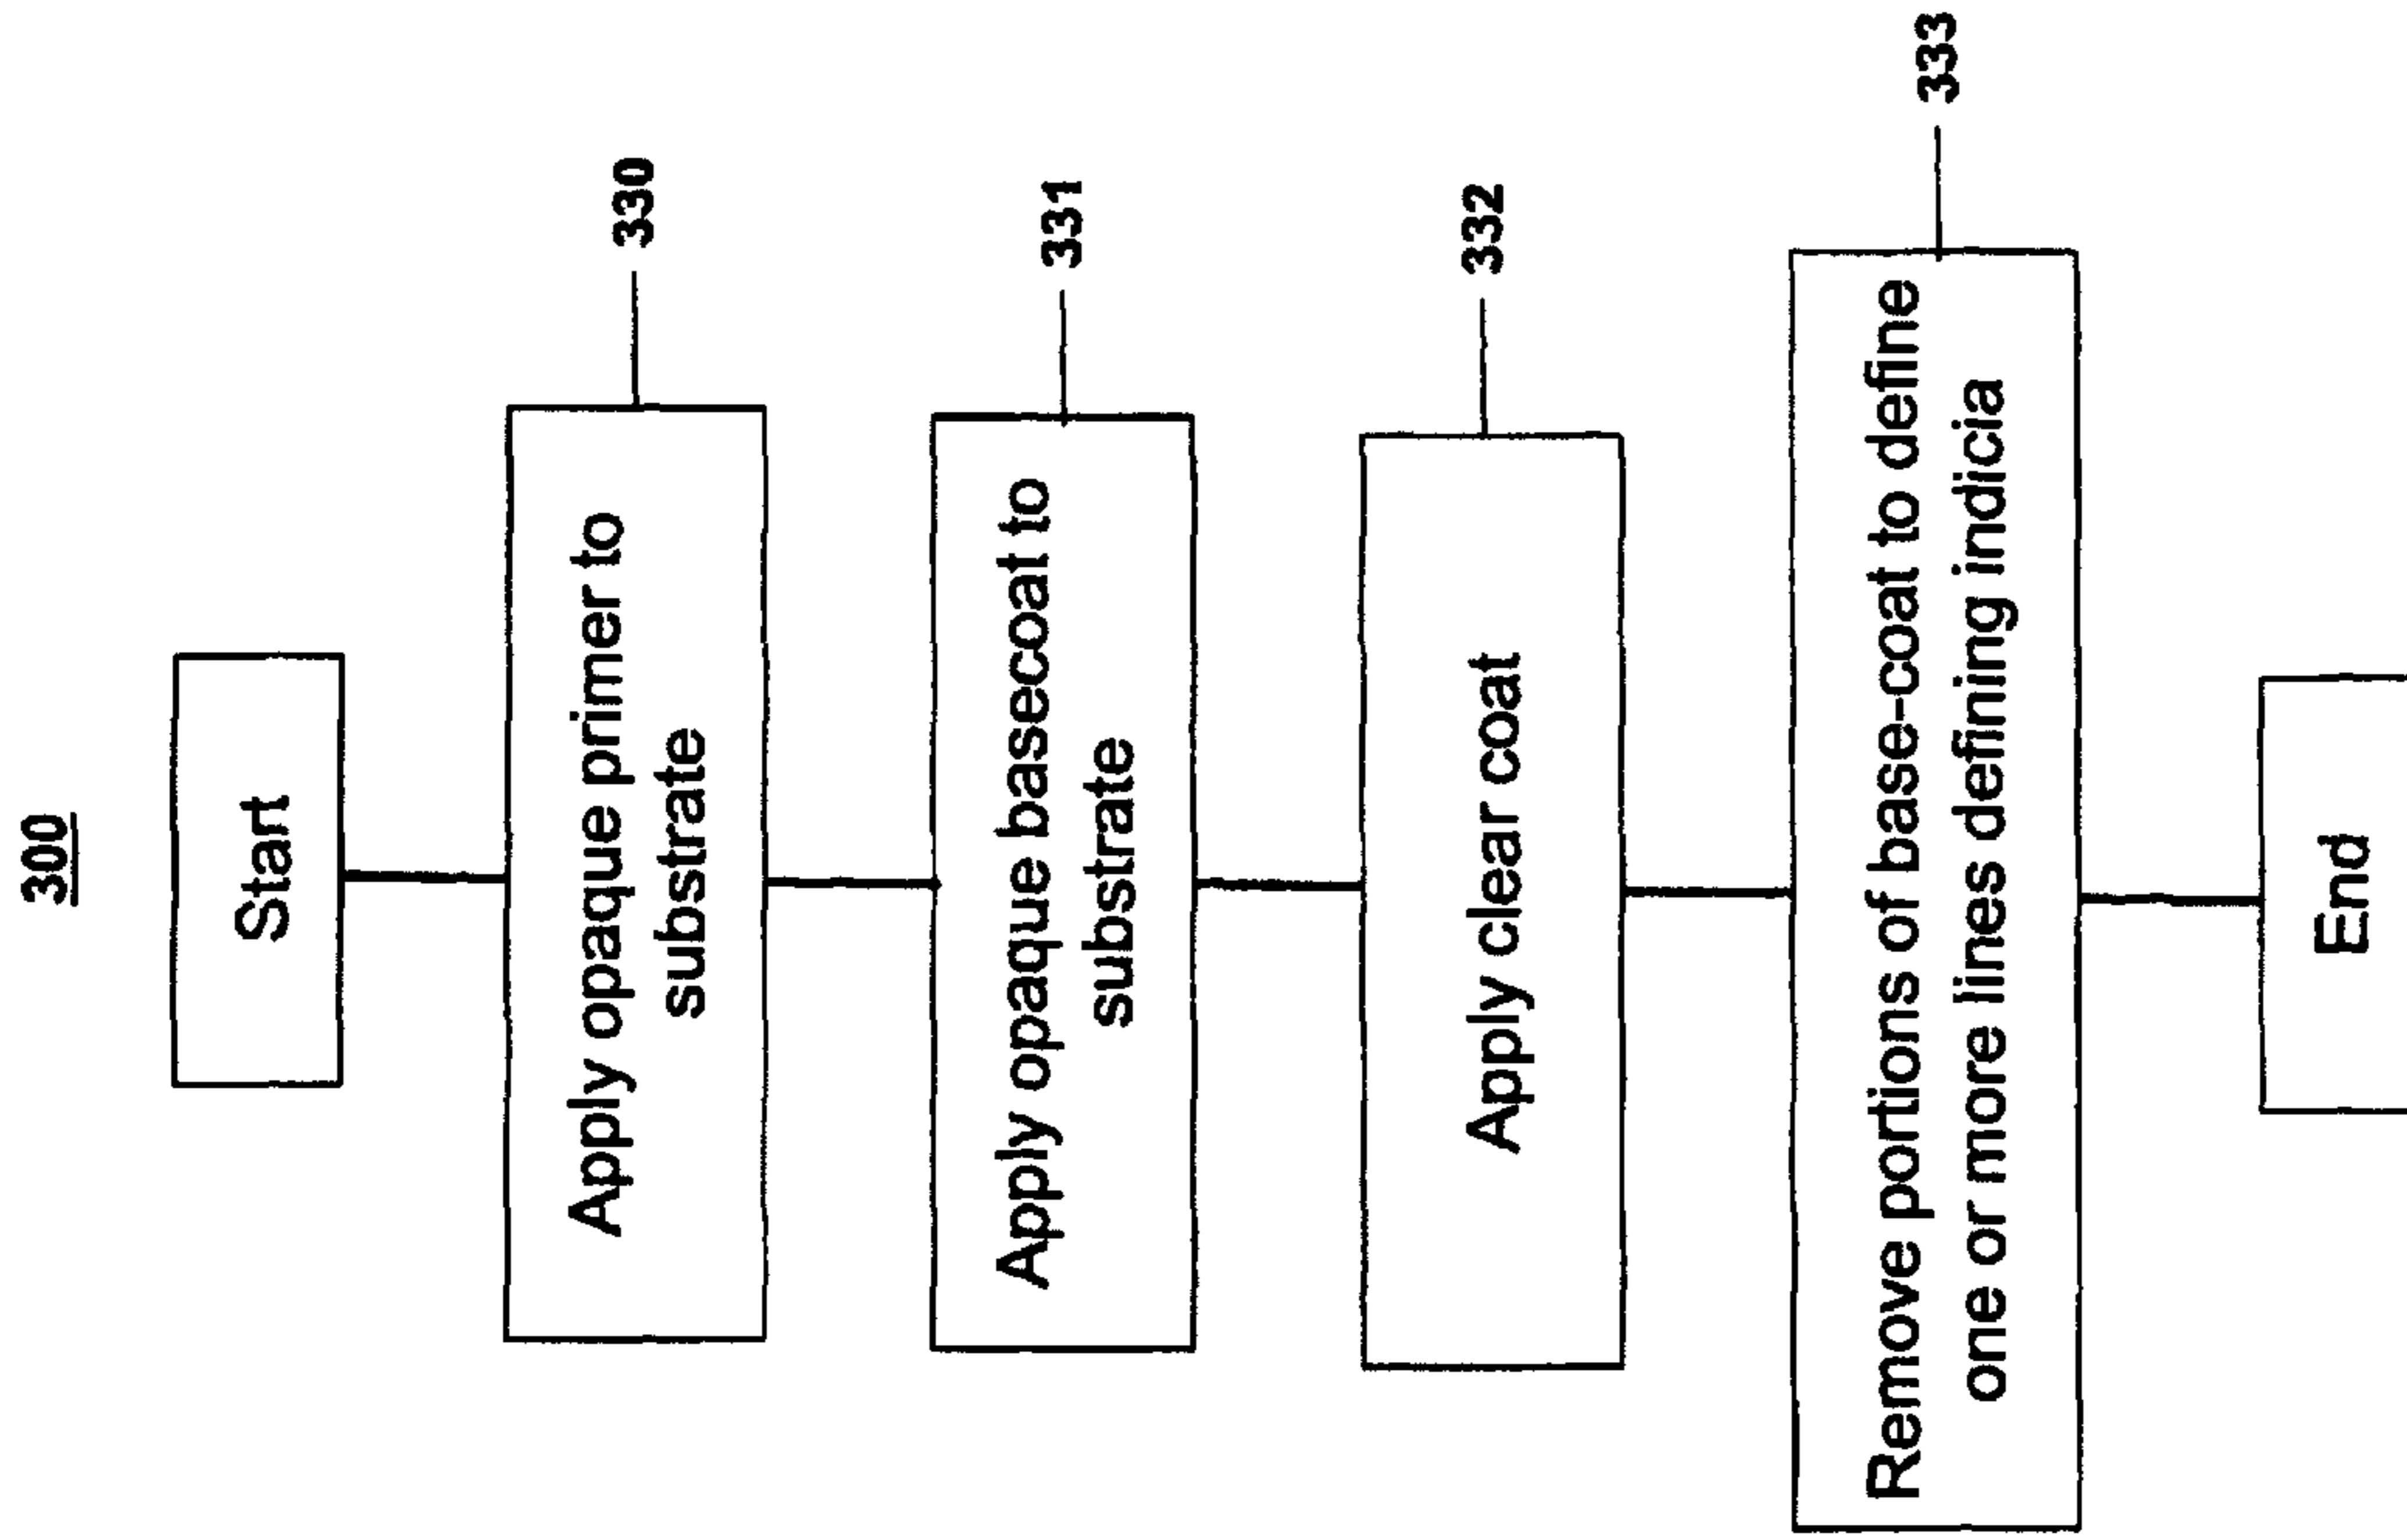 300
Start
Apply opaque primer to
substrate
330
Apply opaque basecoat to
substrate
331
Apply clear coat
332
Remove portions of base-coat to define
one or more lines defining indicia
333
End